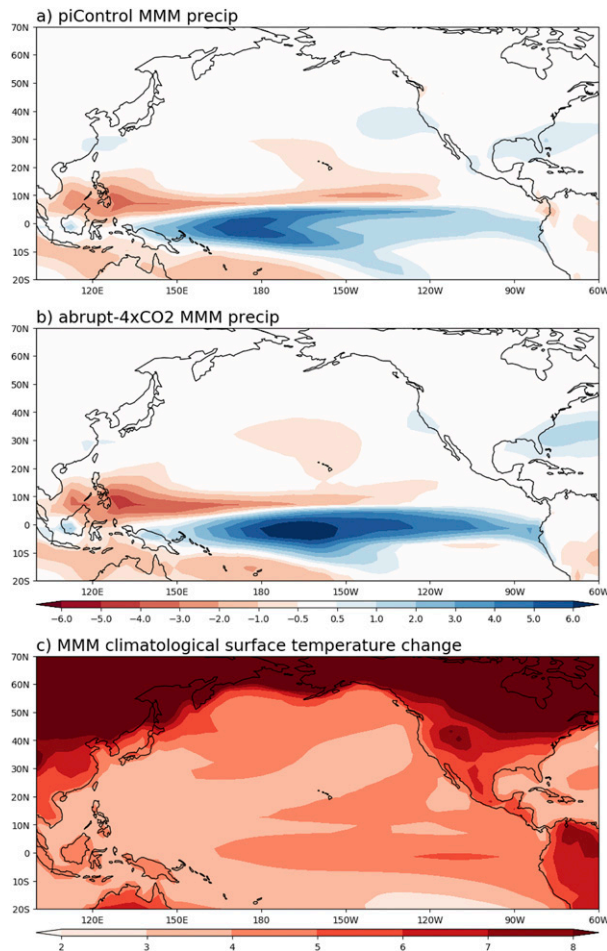 a) piControl MMM precip
70N
60N
50N
40N
30N
20N
10N
0
10S
20S
120E 150E 180 150W 120W 90W 60W
b) abrupt-4xCO2 MMM precip
70N
60N
50N
40N
30N
20N
10N
0
10S
20S
120E 150E 180 150W 120W 90W 60W
-6.0 -5.0 -4.0 -3.0 -2.0 -1.0 -0.5 0.5 1.0 2.0 3.0 4.0 5.0 6.0
c) MMM climatological surface temperature change
70N
60N
50N
40N
30N
20N
10N
0
10S
20S
120E 150E 180 150W 120W 90W 60W
2 3 4 5 6 7 8